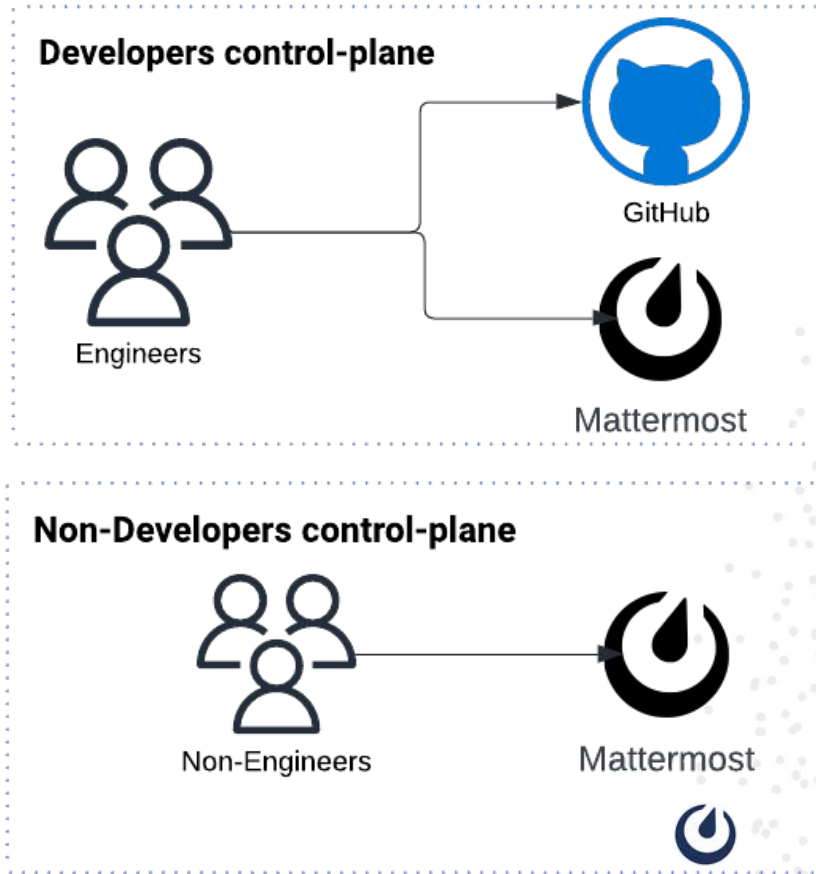 Developers control-plane
GitHub
Engineers
Mattermost
Non-Developers control-plane
Non-Engineers
Mattermost